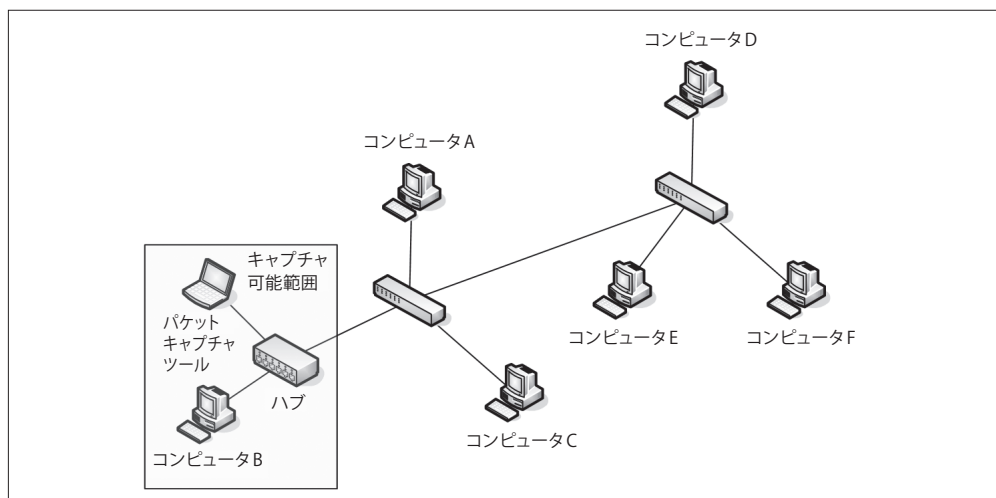 コンピュータD
コンピュータA
キャプチャ
可能範囲
パケット
キャプチャ
ツール
ハブ
コンピュータB
コンピュータC
コンピュータE
コンピュータF